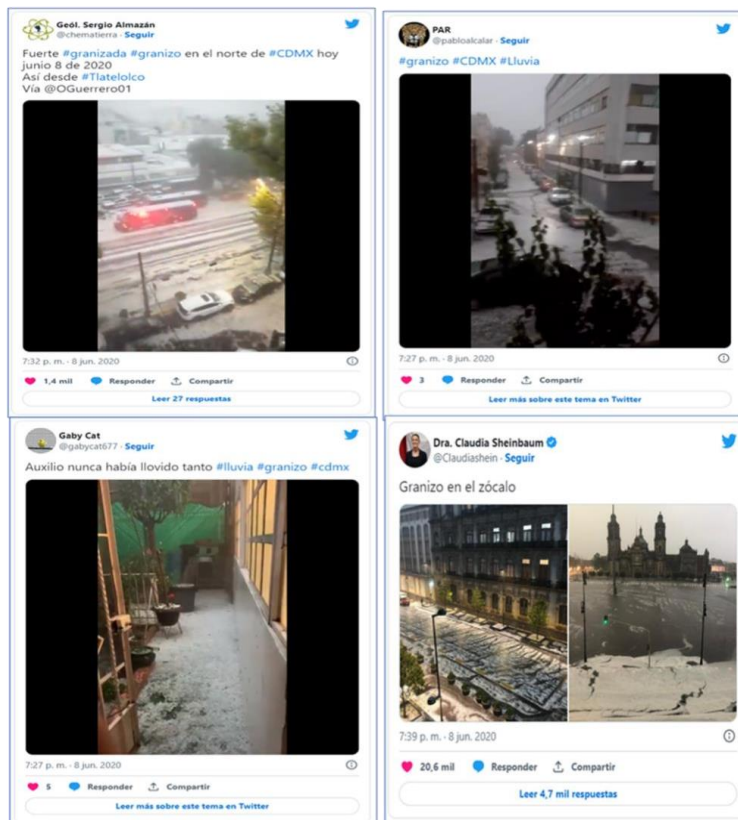 Geól. Sergio Almazán
@chematierra · Seguir
Fuerte #granizada #granizo en el norte de #CDMX hoy
junio 8 de 2020
Así desde #Tlatelolco
Vía @OGuerrero01
7:32 p. m. · 8 jun. 2020
1,4 mil Responder Compartir
Leer 27 respuestas
PAR
@pabloalcalar · Seguir
#granizo #CDMX #Lluvia
7:27 p. m. · 8 jun. 2020
3 Responder Compartir
Leer más sobre este tema en Twitter
Gaby Cat
@gabycat677 · Seguir
Auxilio nunca había llovido tanto #lluvia #granizo #cdmx
7:27 p. m. · 8 jun. 2020
5 Responder Compartir
Leer más sobre este tema en Twitter
Dra. Claudia Sheinbaum
@Claudiashein · Seguir
Granizo en el zócalo
7:39 p. m. · 8 jun. 2020
20,6 mil Responder Compartir
Leer 4,7 mil respuestas